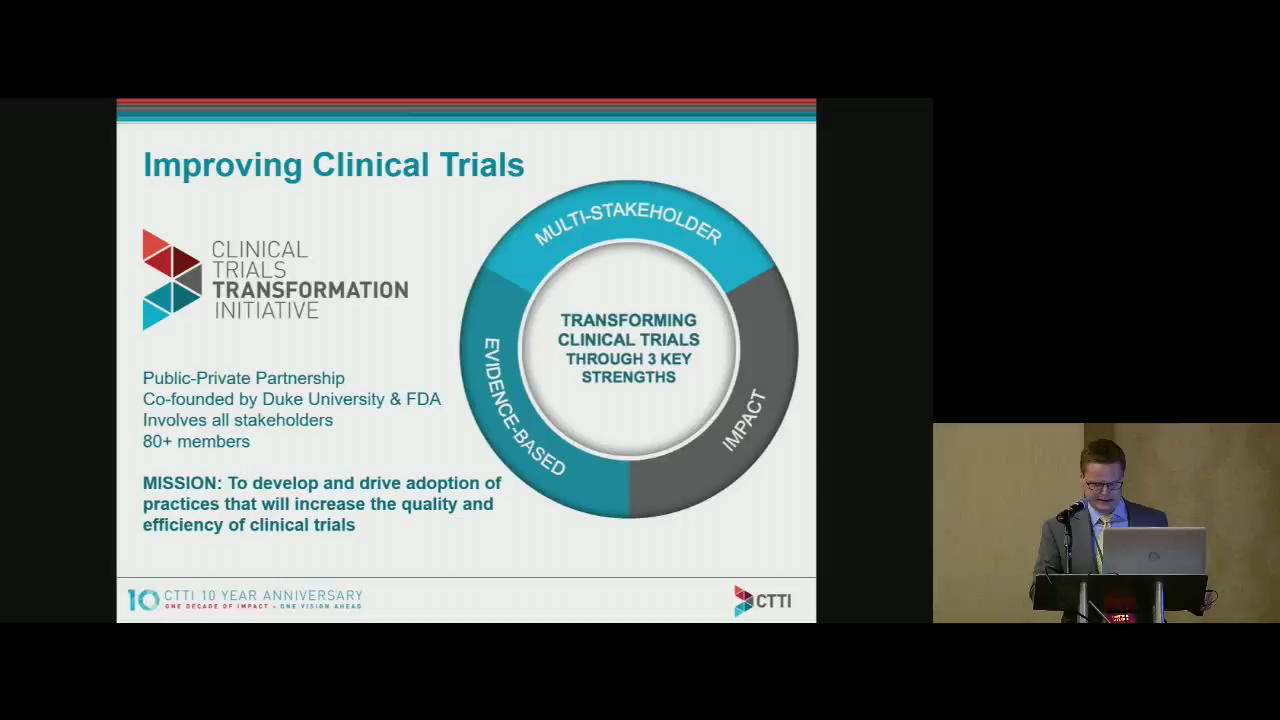 Improving Clinical Trials
CLINICAL
TRIALS
TRANSFORMATION
INITIATIVE
Public-Private Partnership
Co-founded by Duke University & FDA
Involves all stakeholders
80+ members
MISSION: To develop and drive adoption of
practices that will increase the quality and
efficiency of clinical trials
MULTI-STAKEHOLDER
EVIDENCE-BASED
IMPACT
TRANSFORMING
CLINICAL TRIALS
THROUGH 3 KEY
STRENGTHS
10 CTTI 10 YEAR ANNIVERSARY
ONE DECADE OF IMPACT • ONE VISION AHEAD
CTTI